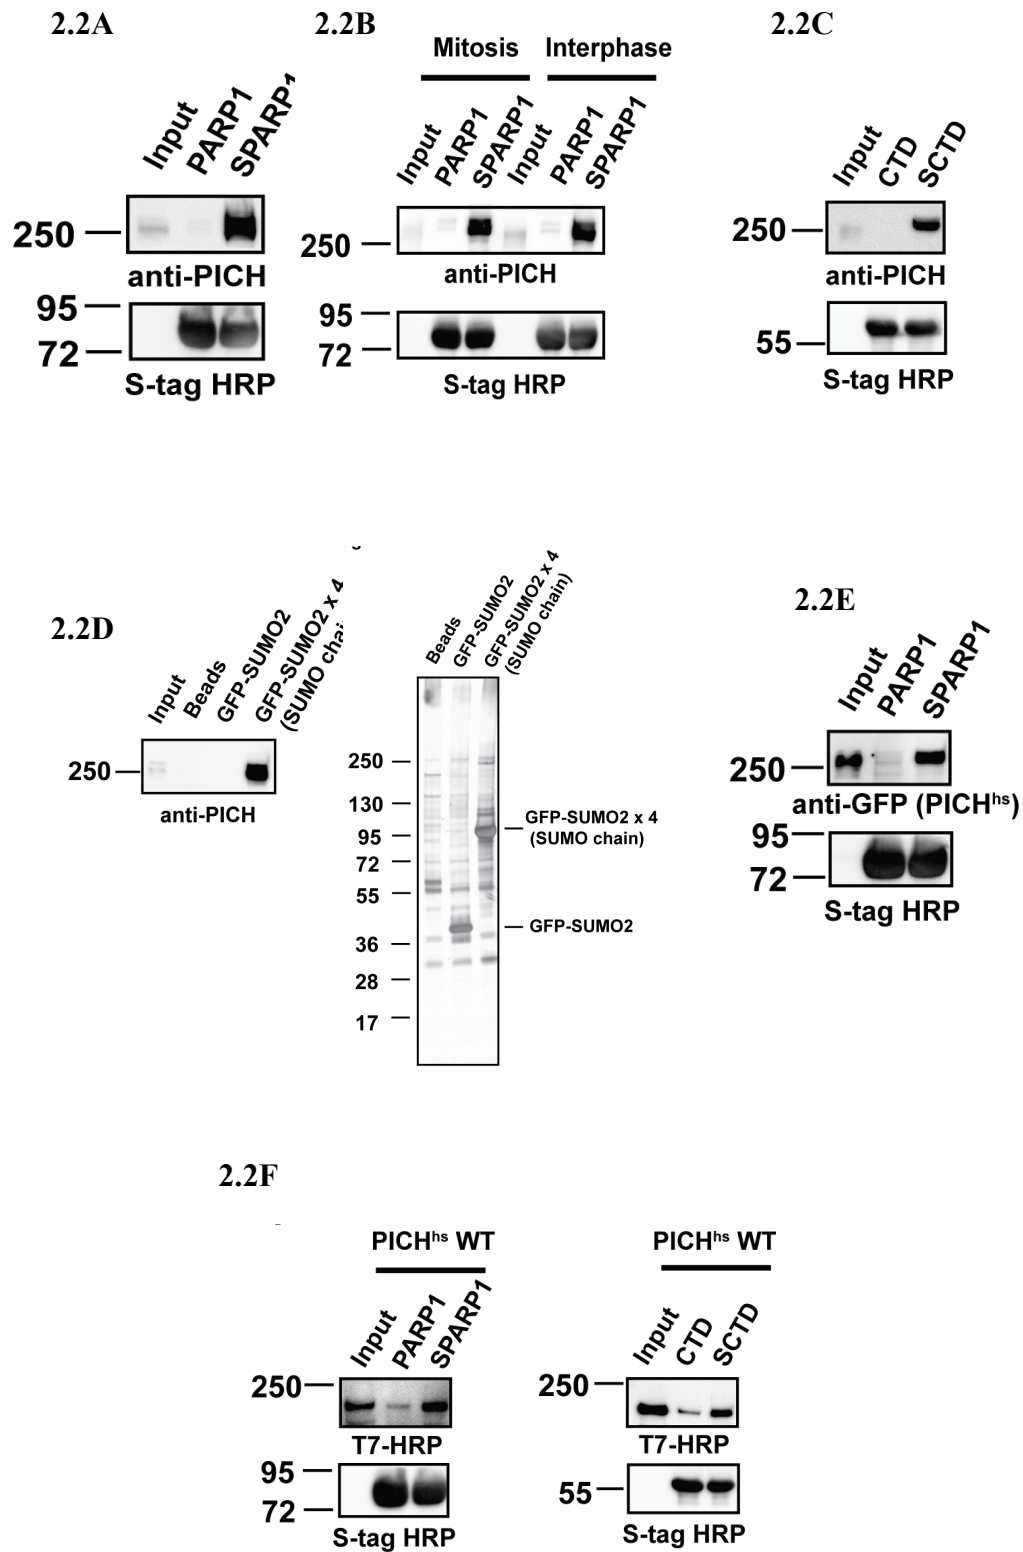 2.2A
Input
PARP1
SPARP1
250
anti-PICH
95
72
S-tag HRP
2.2B
Mitosis
Interphase
Input
PARP1
SPARP1
Input
PARP1
SPARP1
250
anti-PICH
95
72
S-tag HRP
2.2C
Input
CTD
SCTD
250
anti-PICH
55
S-tag HRP
2.2D
Input
Beads
GFP-SUMO2
GFP-SUMO2 x 4
(SUMO chai
250
anti-PICH
Beads
GFP-SUMO2
GFP-SUMO2 x 4
(SUMO chain)
250
130
95
72
55
36
28
17
GFP-SUMO2 x 4
(SUMO chain)
GFP-SUMO2
2.2E
Input
PARP1
SPARP1
250
anti-GFP (PICHhs)
95
72
S-tag HRP
2.2F
PICHhs WT
Input
PARP1
SPARP1
250
T7-HRP
95
72
S-tag HRP
PICHhs WT
Input
CTD
SCTD
250
T7-HRP
55
S-tag HRP